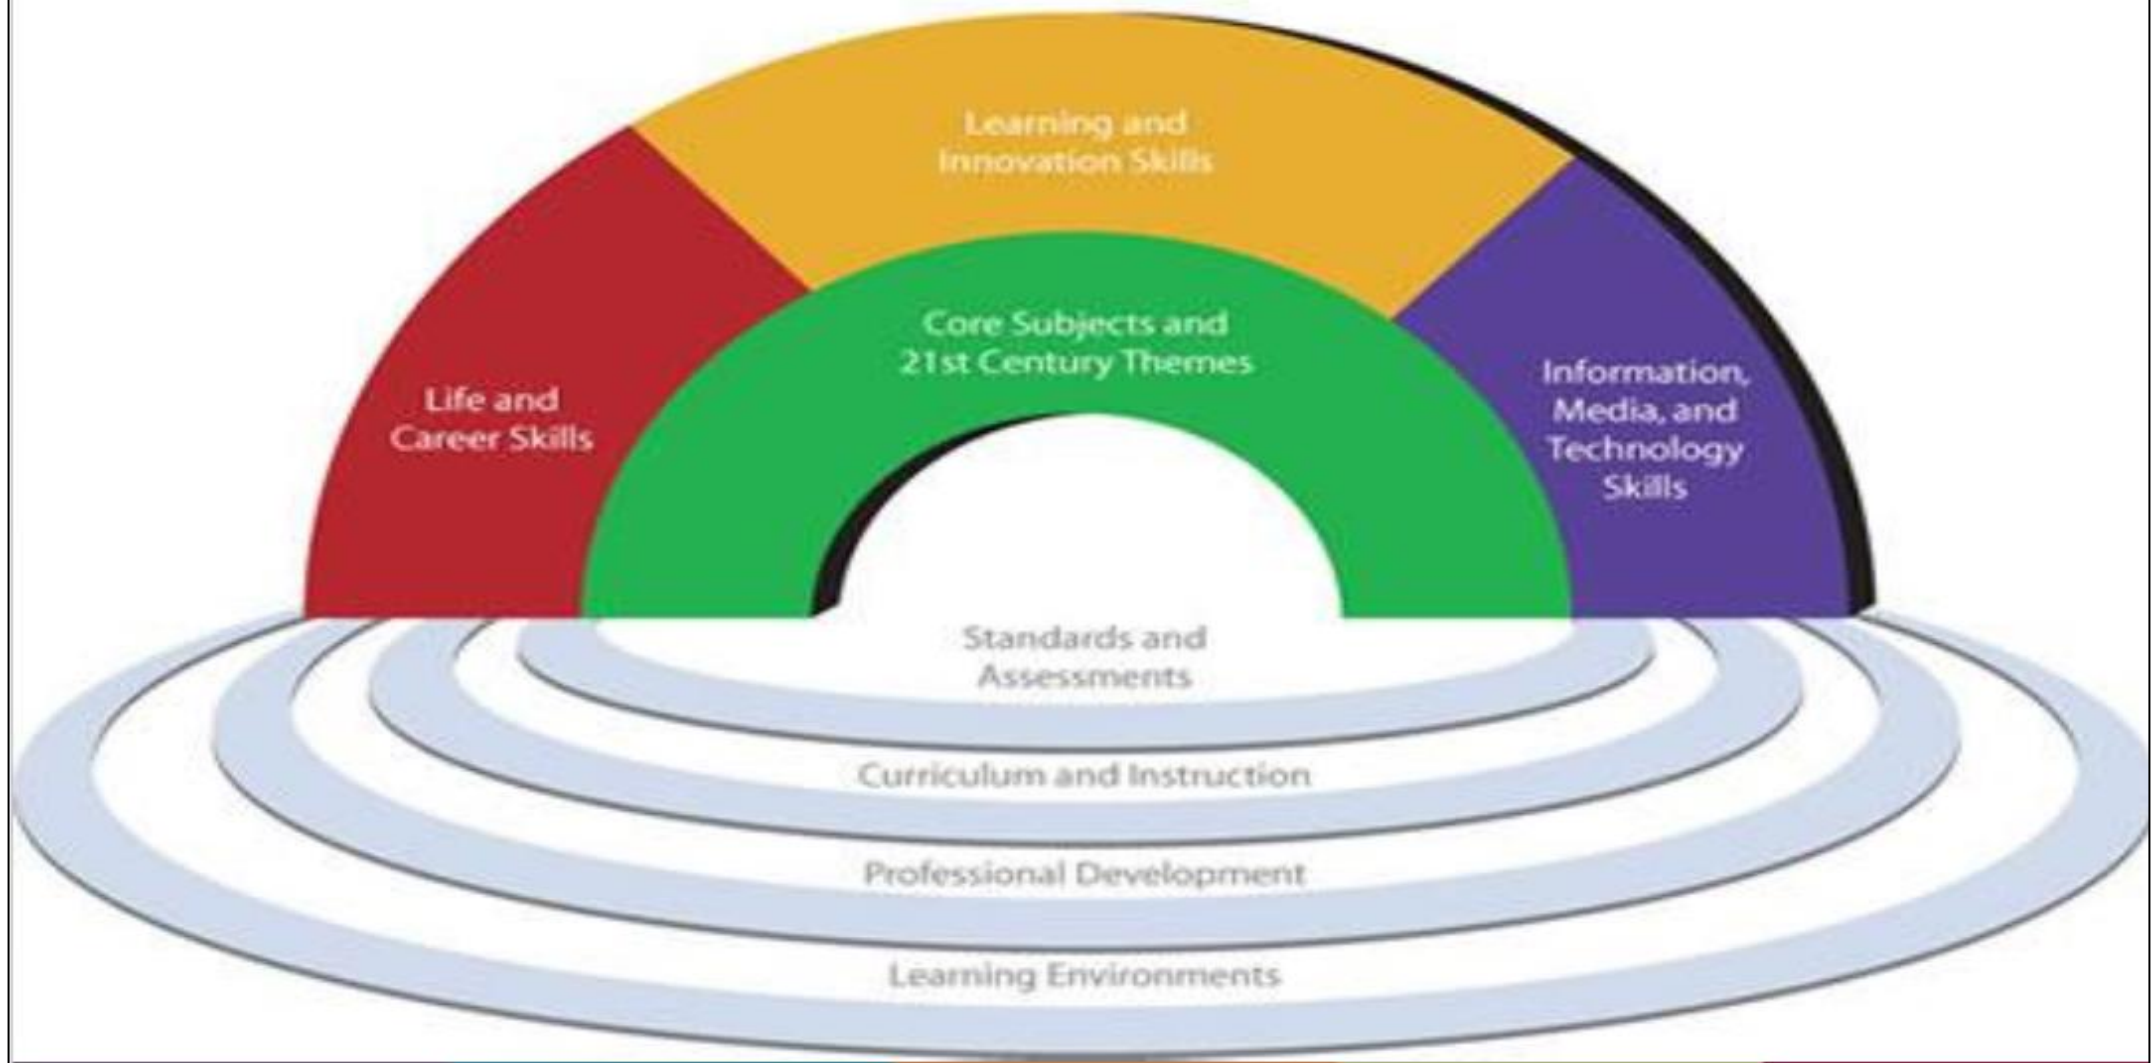 Learning and
Innovation Skills
Core Subjects and
21st Century Themes
Life and
Career Skills
Information,
Media, and
Technology
Skills
Standards and
Assessments
Curriculum and Instruction
Professional Development
Learning Environments